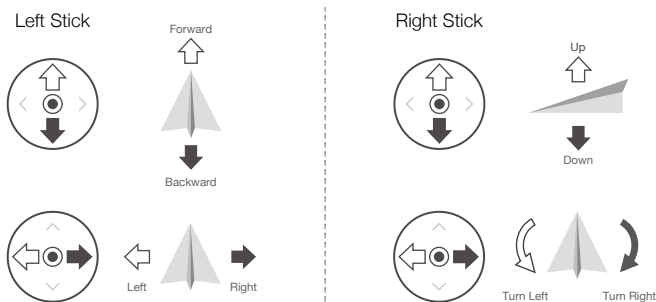 Left Stick
Forward
Backward
Left
Right
Right Stick
Up
Down
Turn Left
Turn Right